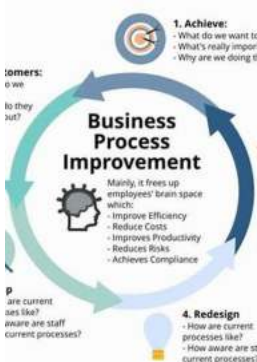 1. Achieve:
- What do we want to
- What's really impor
- Why are we doing t
tomers:
o we
do they
out?
Business
Process
Improvement
Mainly, it frees up
employees' brain space
which:
- Improve Efficiency
- Reduce Costs
- Improves Productivity
- Reduces Risks
- Achieves Compliance
p
are current
ses like?
aware are staff
current processes?
4. Redesign
- How are current
processes like?
- How aware are st
current processes?